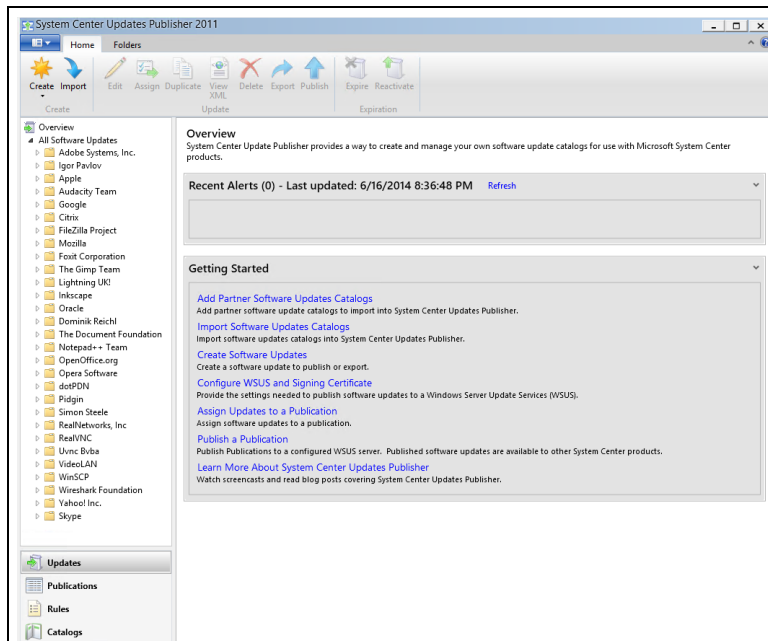 System Center Updates Publisher 2011
Home Folders
Create Import Edit Assign Duplicate View XML Delete Export Publish Expire Reactivate
Create Update Expiration
Overview
All Software Updates
Adobe Systems, Inc.
Igor Pavlov
Apple
Audacity Team
Google
Citrix
FileZilla Project
Mozilla
Foxit Corporation
The Gimp Team
Lightning UK!
Inkscape
Oracle
Dominik Reichl
The Document Foundation
Notepad++ Team
OpenOffice.org
Opera Software
dotPDN
Pidgin
Simon Steele
RealNetworks, Inc
RealVNC
Uvnc Bvba
VideoLAN
WinSCP
Wireshark Foundation
Yahoo! Inc.
Skype
Updates
Publications
Rules
Catalogs
Overview
System Center Update Publisher provides a way to create and manage your own software update catalogs for use with Microsoft System Center
products.
Recent Alerts (0) - Last updated: 6/16/2014 8:36:48 PM Refresh
Getting Started
Add Partner Software Updates Catalogs
Add partner software update catalogs to import into System Center Updates Publisher.
Import Software Updates Catalogs
Import software updates catalogs into System Center Updates Publisher.
Create Software Updates
Create a software update to publish or export.
Configure WSUS and Signing Certificate
Provide the settings needed to publish software updates to a Windows Server Update Services (WSUS).
Assign Updates to a Publication
Assign software updates to a publication.
Publish a Publication
Publish Publications to a configured WSUS server. Published software updates are available to other System Center products.
Learn More About System Center Updates Publisher
Watch screencasts and read blog posts covering System Center Updates Publisher.